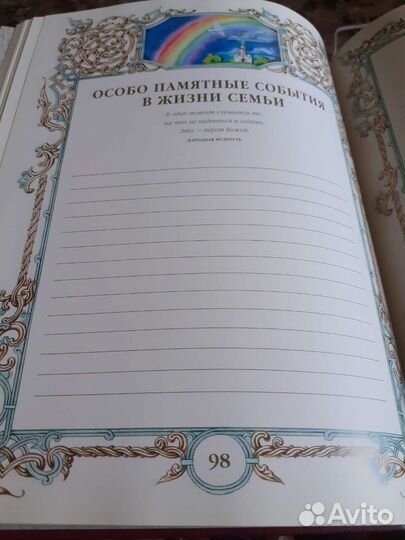 ОСОБО ПАМЯТНЫЕ СОБЫТИЯ
В ЖИЗНИ СЕМЬИ
В один момент случается то,
на что не надеешься и годами.
Это — перст Божий.
НАРОДНАЯ МУДРОСТЬ
98
Avito